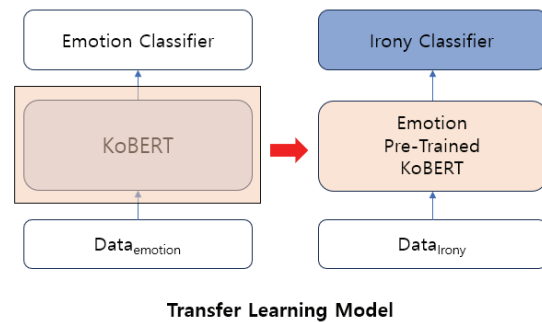 Emotion Classifier
Irony Classifier
KoBERT
Emotion
Pre-Trained
KoBERT
Dataemotion
DataIrony
Transfer Learning Model